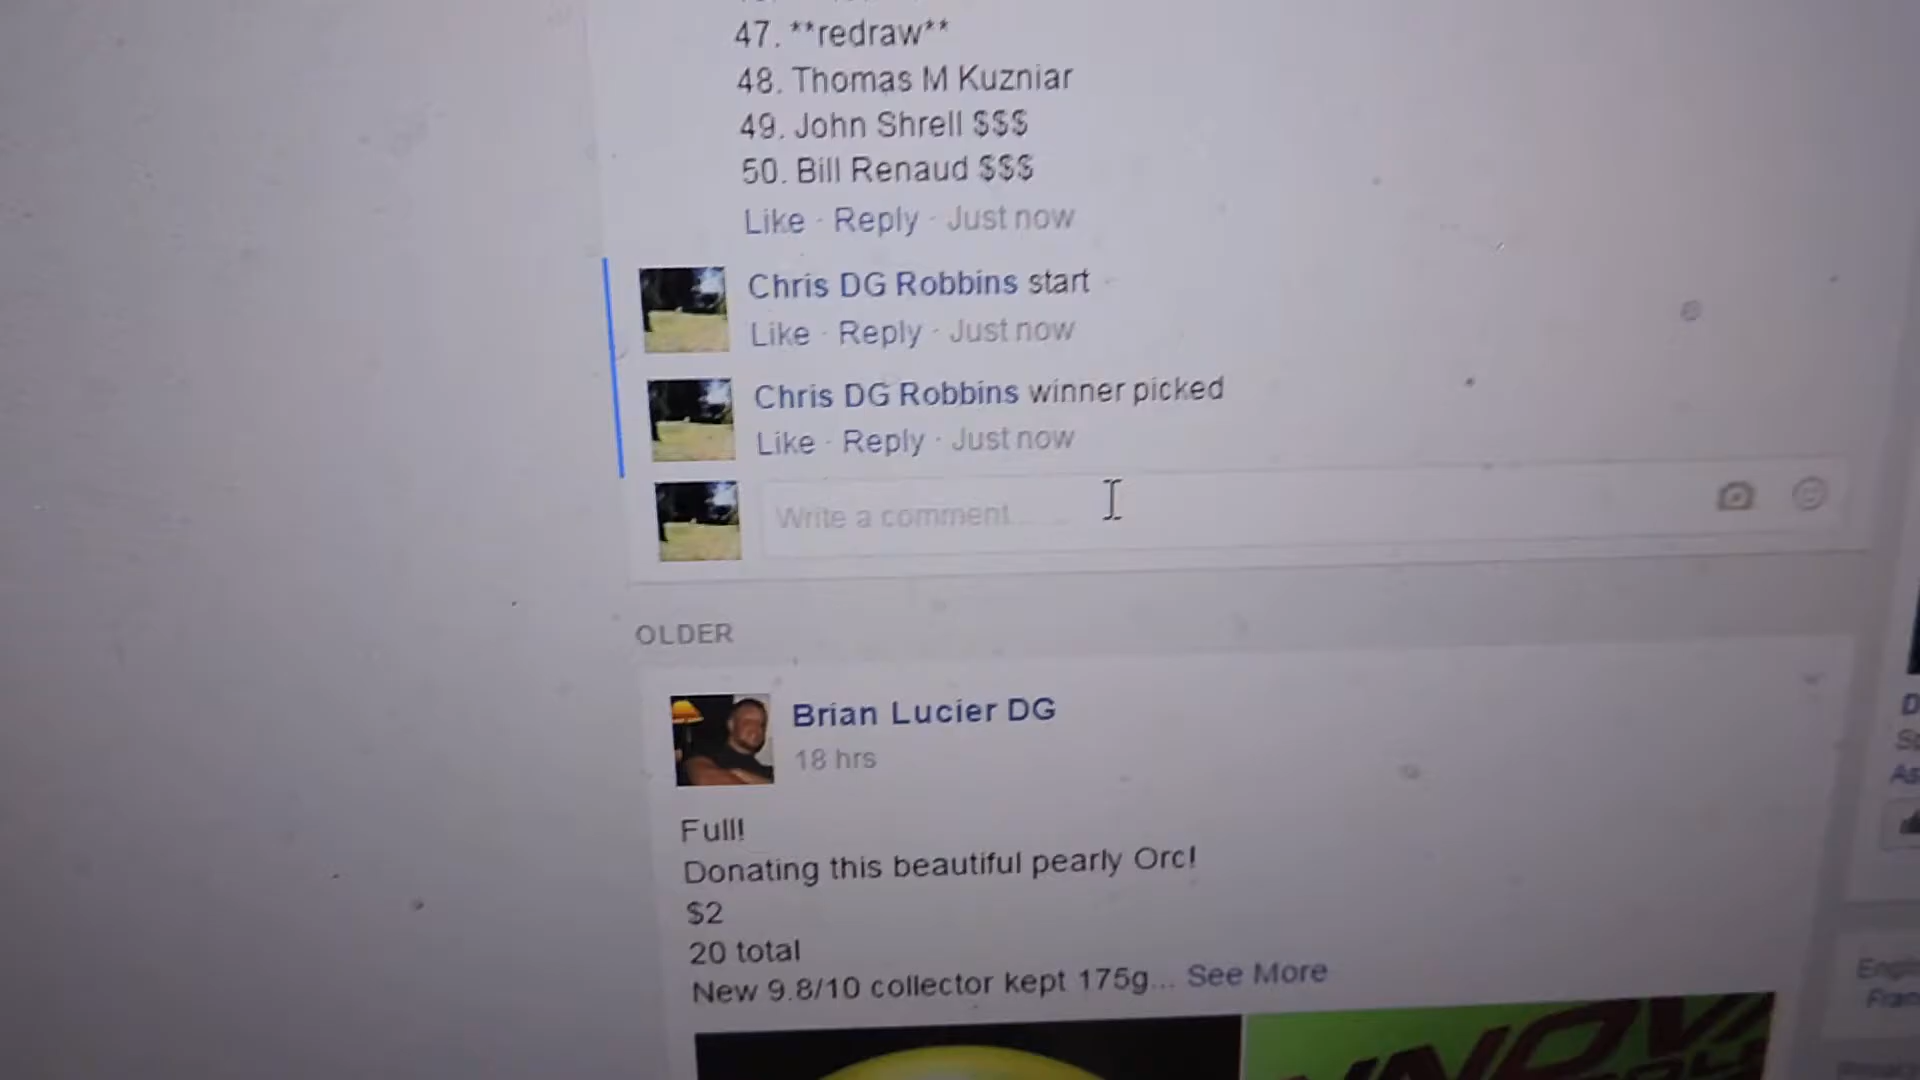 47. **redraw**
48. Thomas M Kuzniar
49. John Shrell $$$
50. Bill Renaud $$$
Like · Reply · Just now
Chris DG Robbins start
Like · Reply · Just now
Chris DG Robbins winner picked
Like · Reply · Just now
Write a comment...
OLDER
Brian Lucier DG
18 hrs
Full!
Donating this beautiful pearly Orc!
$2
20 total
New 9.8/10 collector kept 175g... See More